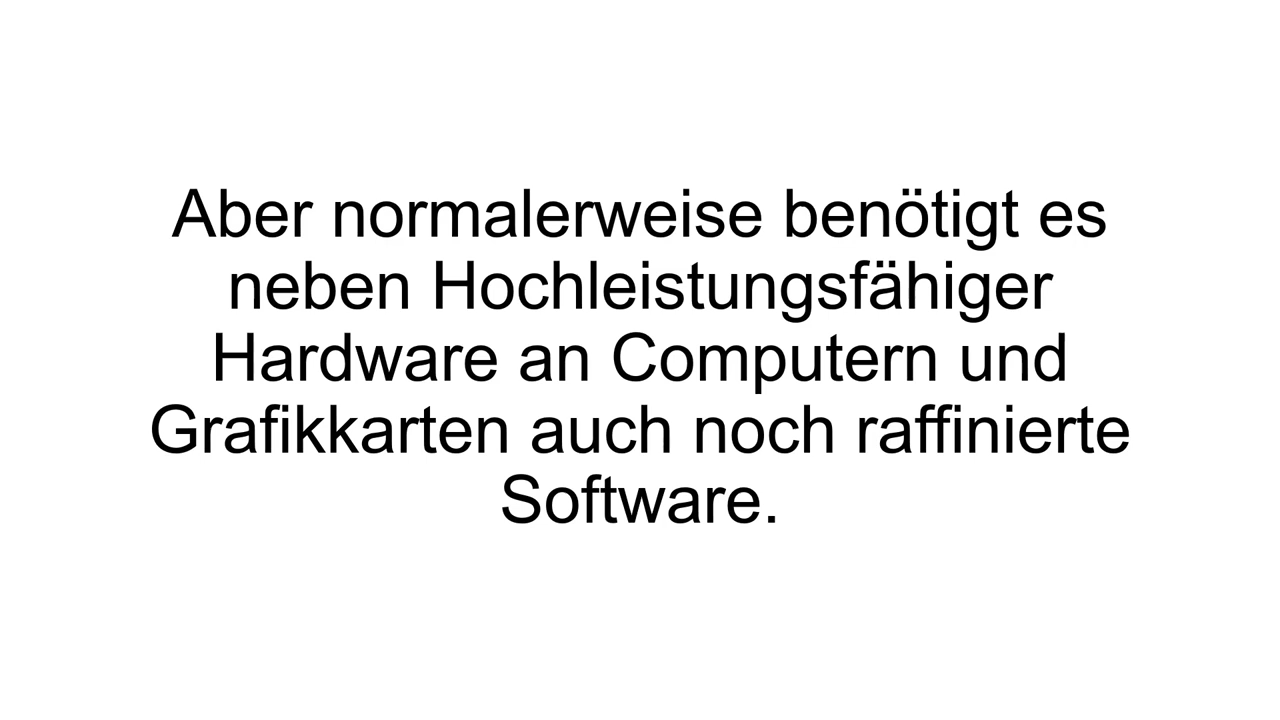 Aber normalerweise benötigt es
neben Hochleistungsfähiger
Hardware an Computern und
Grafikkarten auch noch raffinierte
Software.